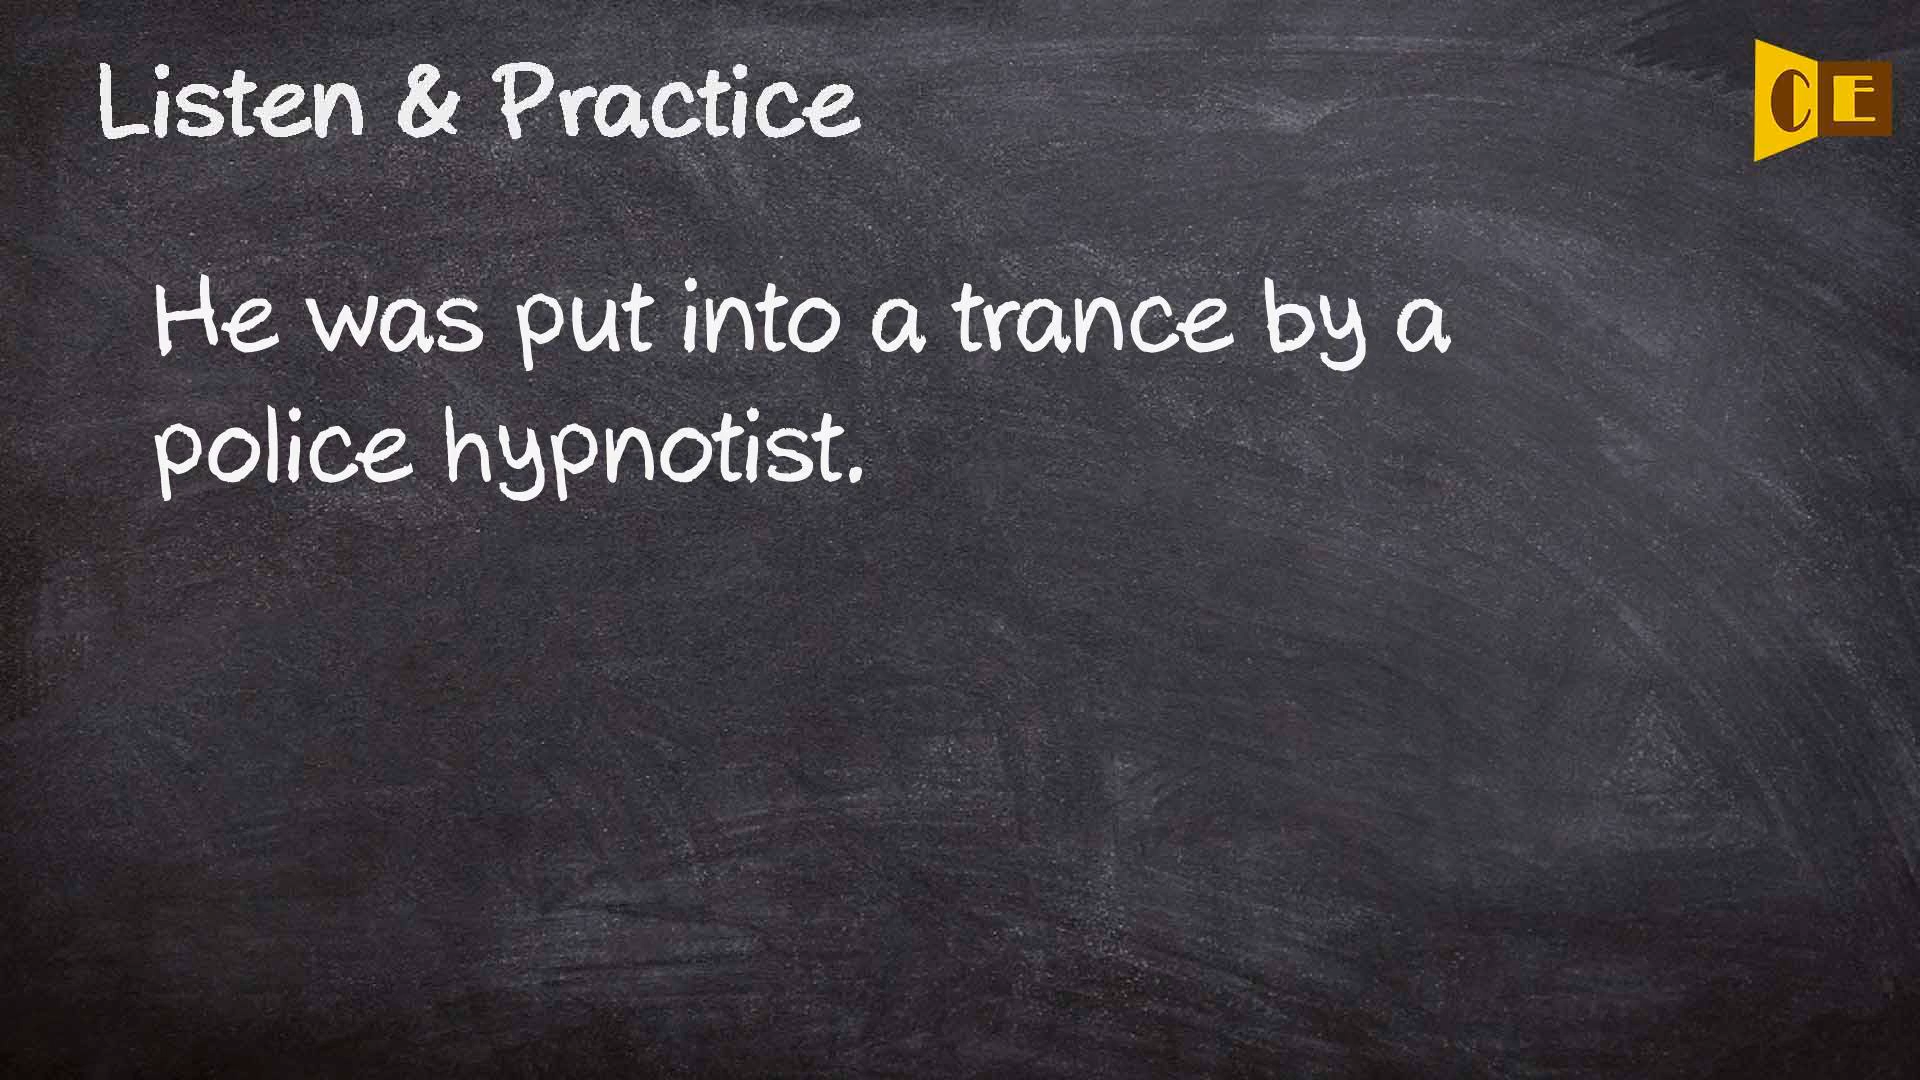 Listen & Practice
CE
He was put into a trance by a
police hypnotist.